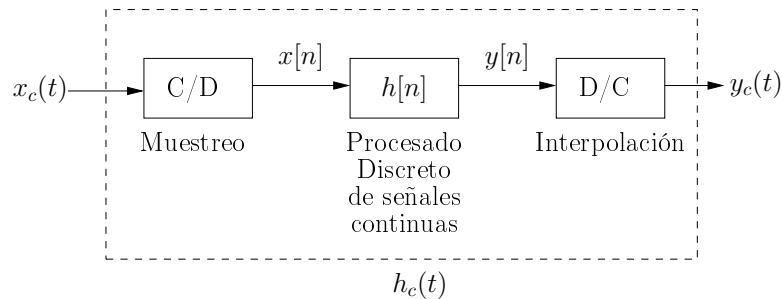 x[n]
y[n]
x_c(t)
C/D
h[n]
D/C
y_c(t)
Muestreo
Procesado
Discreto
de señales
continuas
Interpolación
h_c(t)